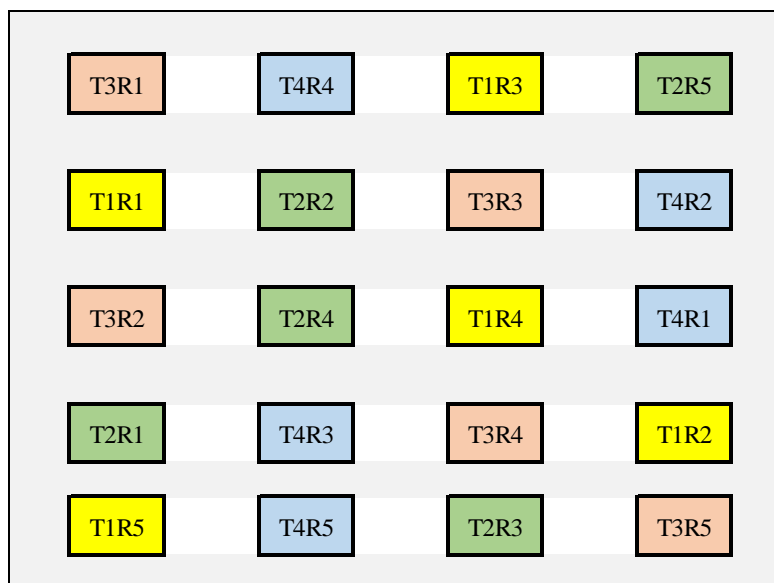 T3R1 T4R4 T1R3 T2R5
T1R1 T2R2 T3R3 T4R2
T3R2 T2R4 T1R4 T4R1
T2R1 T4R3 T3R4 T1R2
T1R5 T4R5 T2R3 T3R5